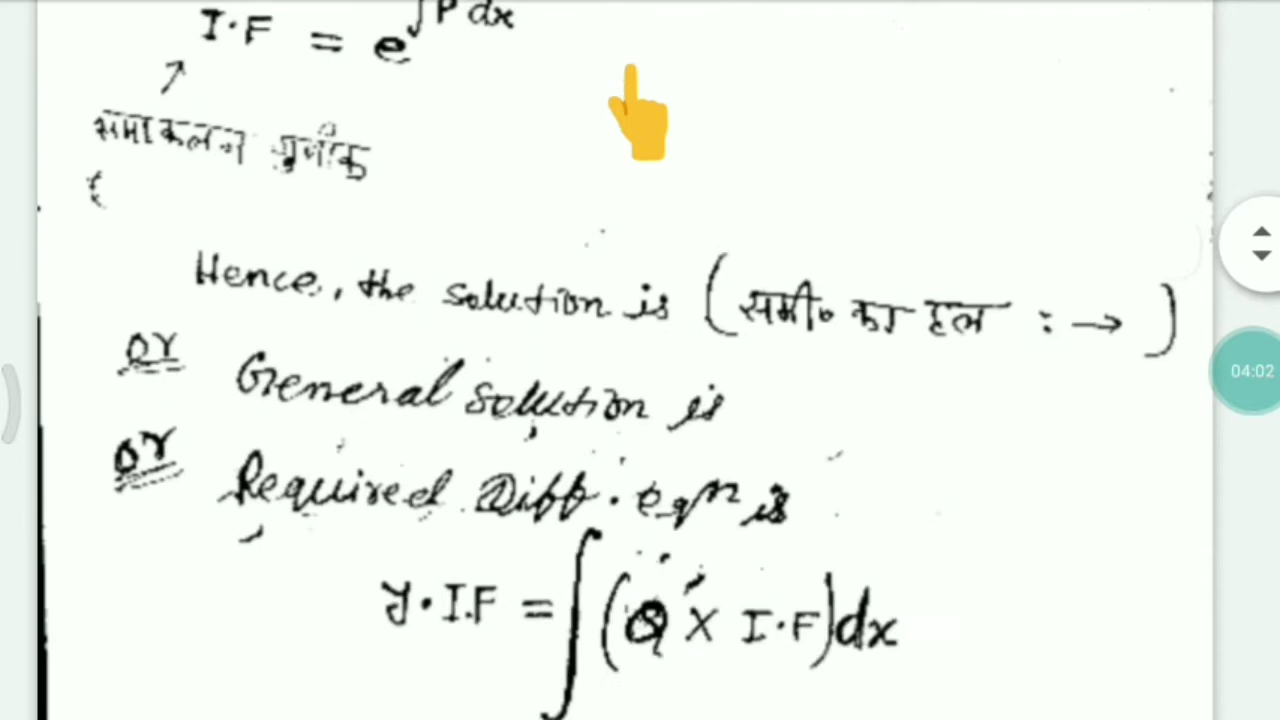 I.F = e^∫P dx
समाकलन गुणांक
Hence, the solution is (समी० का हल :→)
04:02
or General solution is
or Required Diff. eqn is
y.I.F = ∫(Q × I.F)dx